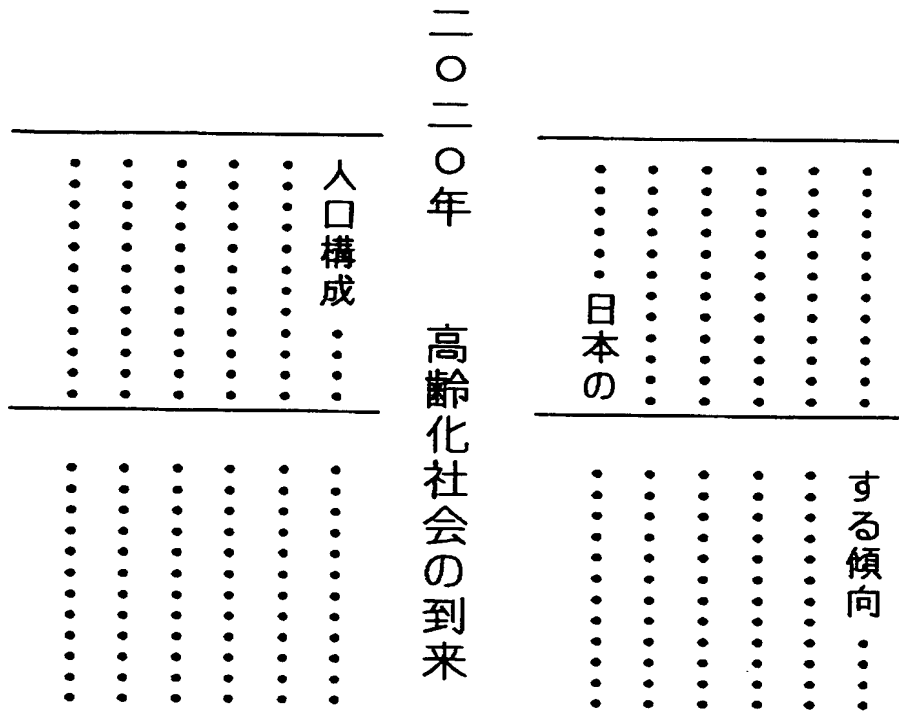 二〇二〇年 高齢化社会の到来
日本の
人口構成
する傾向